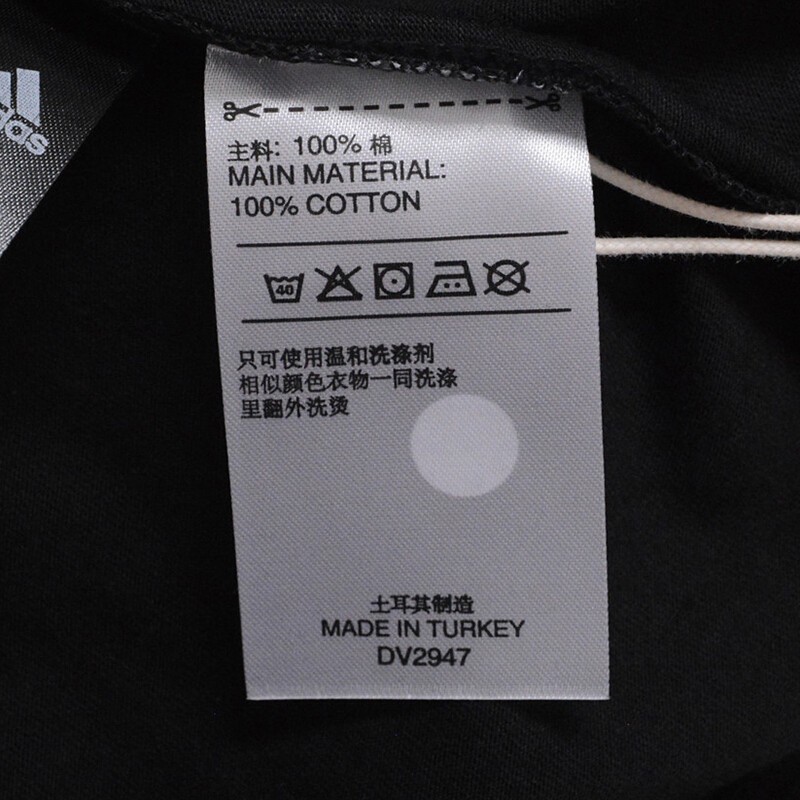 adidas
主料: 100% 棉
MAIN MATERIAL:
100% COTTON
40
只可使用温和洗涤剂
相似颜色衣物一同洗涤
里翻外洗烫
土耳其制造
MADE IN TURKEY
DV2947